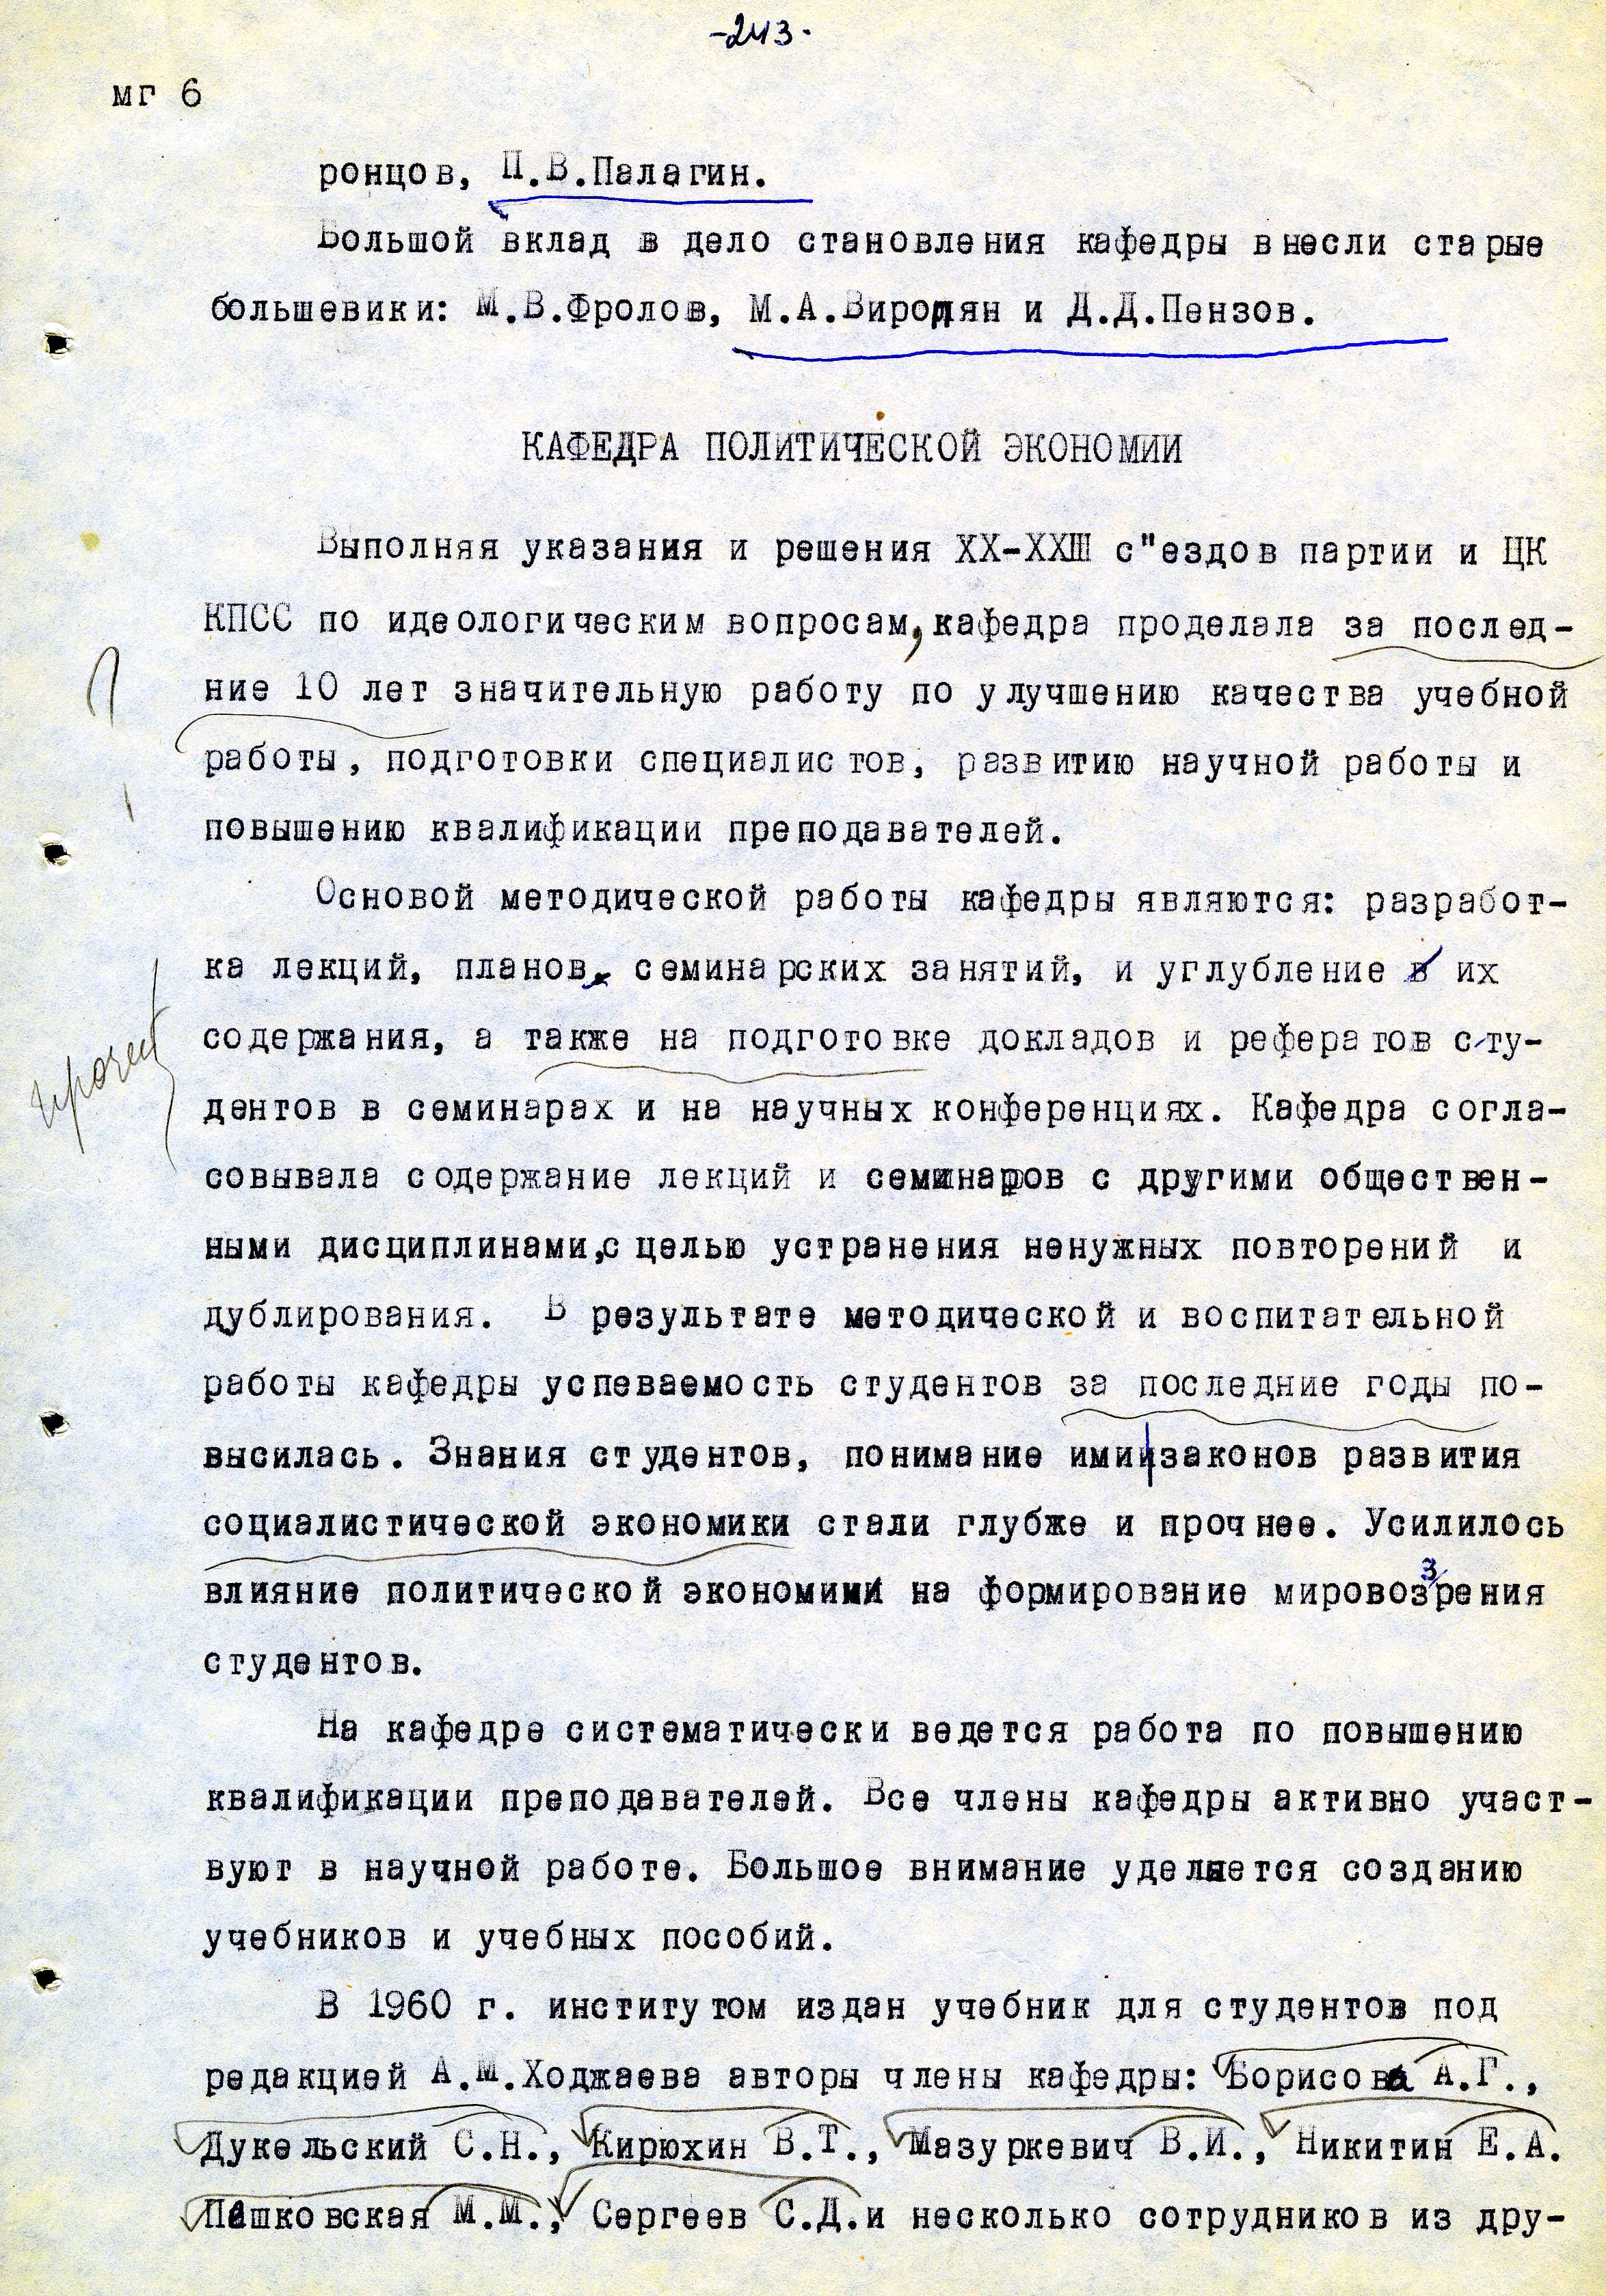 -243-
мг 6
ронцов, П.В.Палагин.
Большой вклад в дело становления кафедры внесли старые
большевики: М.В.Фролов, М.А.Виропян и Д.Д.Пензов.
КАФЕДРА ПОЛИТИЧЕСКОЙ ЭКОНОМИИ
Выполняя указания и решения XX-XXIII с"ездов партии и ЦК
КПСС по идеологическим вопросам, кафедра проделала за послед-
ние 10 лет значительную работу по улучшению качества учебной
работы, подготовки специалистов, развитию научной работы и
повышению квалификации преподавателей.
Основой методической работы кафедры являются: разработ-
ка лекций, планов семинарских занятий, и углубление в их
содержания, а также на подготовке докладов и рефератов сту-
дентов в семинарах и на научных конференциях. Кафедра согла-
совывала содержание лекций и семинаров с другими обществен-
ными дисциплинами,с целью устранения ненужных повторений и
дублирования. В результате методической и воспитательной
работы кафедры успеваемость студентов за последние годы по-
высилась. Знания студентов, понимание ими законов развития
социалистической экономики стали глубже и прочнее. Усилилось
влияние политической экономии на формирование мировоззрения
студентов.
На кафедре систематически ведется работа по повышению
квалификации преподавателей. Все члены кафедры активно участ-
вуют в научной работе. Большое внимание уделяется созданию
учебников и учебных пособий.
В 1960 г. институтом издан учебник для студентов под
редакцией А.М.Ходжаева авторы члены кафедры: Борисова А.Г.,
Дукельский С.Н., Кирюхин В.Т., Мазуркевич В.И., Никитин Е.А.
Пашковская М.М., Сергеев С.Д.и несколько сотрудников из дру-